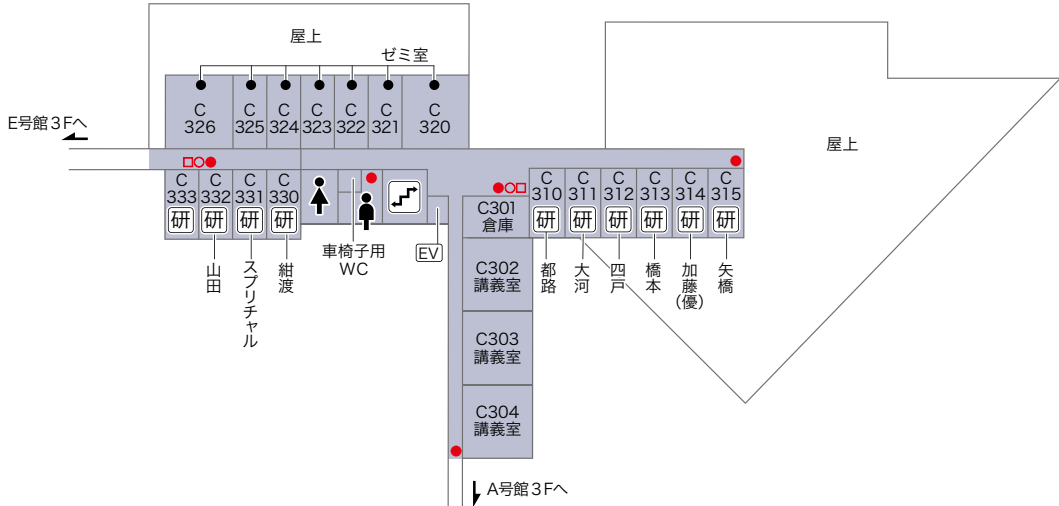 屋上
ゼミ室
C
326
C
325
C
324
C
323
C
322
C
321
C
320
E号館3Fへ
屋上
C
333
研
C
332
研
C
331
研
C
330
研
C
310
研
C
311
研
C
312
研
C
313
研
C
314
研
C
315
研
C301
倉庫
車椅子用
WC
EV
山田
スプリチャル
紺渡
C302
講義室
都路
大河
四戸
橋本
加藤(優)
矢橋
C303
講義室
C304
講義室
A号館3Fへ